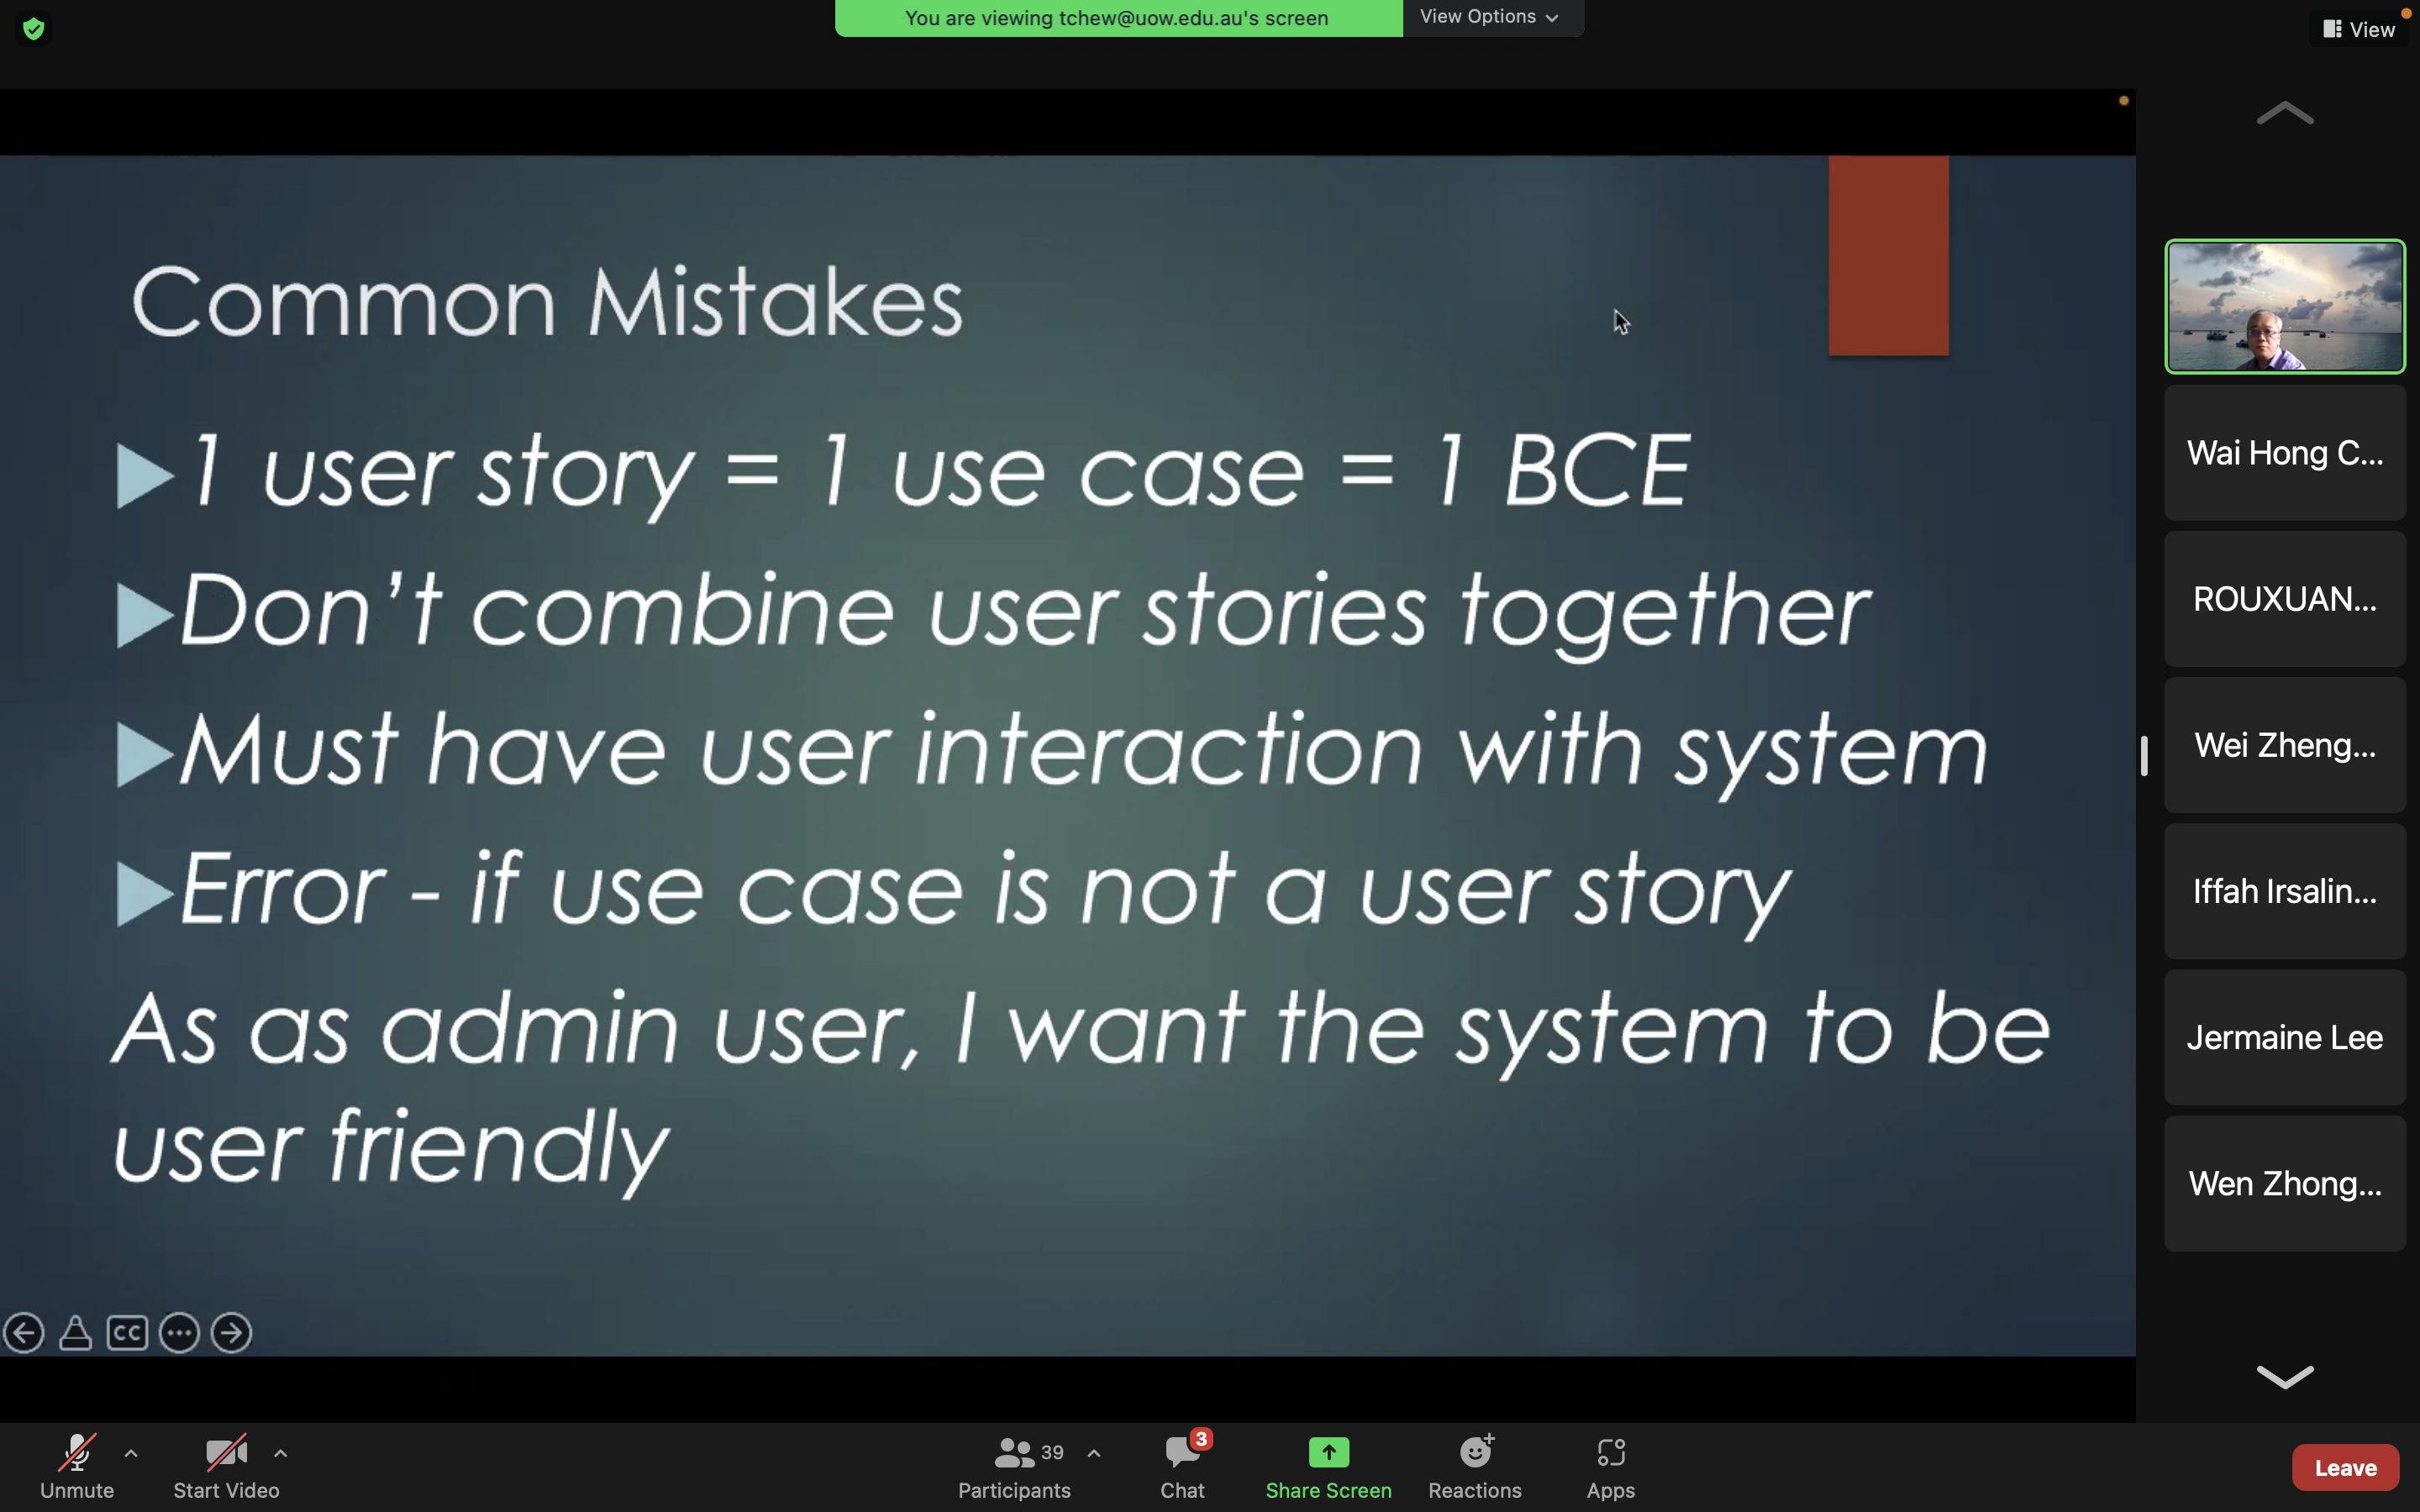 You are viewing tchew@uow.edu.au's screen
View Options
View
Common Mistakes
1 user story = 1 use case = 1 BCE
Don't combine user stories together
Must have user interaction with system
Error - if use case is not a user story
As as admin user, I want the system to be
user friendly
Wai Hong C...
ROUXUAN...
Wei Zheng...
Iffah Irsalin...
Jermaine Lee
Wen Zhong...
CC
Unmute
Start Video
39
Participants
3
Chat
Share Screen
Reactions
Apps
Leave